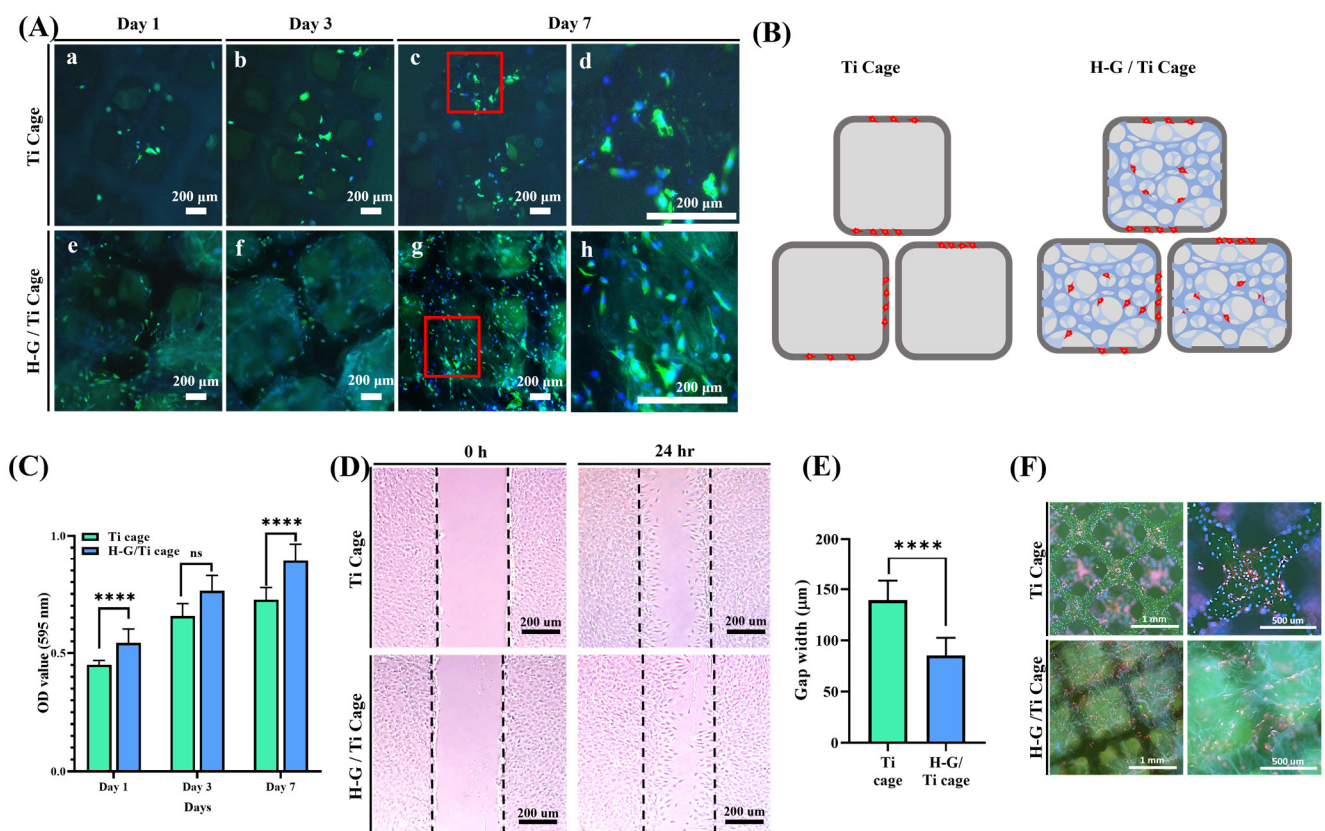 (A)
Day 1
Day 3
Day 7
Ti Cage
a
b
c
d
200 µm
200 µm
200 µm
200 µm
H-G / Ti Cage
e
f
g
h
200 µm
200 µm
200 µm
200 µm
(B)
Ti Cage
H-G / Ti Cage
(C)
OD value (595 nm)
1.0
0.5
0.0
Ti cage
H-G/Ti cage
****
ns
****
Day 1
Day 3
Day 7
Days
(D)
0 h
24 hr
Ti Cage
200 um
200 um
H-G / Ti Cage
200 um
200 um
(E)
Gap width (µm)
200
150
100
50
0
****
Ti
cage
H-G/
Ti cage
(F)
Ti Cage
1 mm
500 um
H-G /Ti Cage
1 mm
500 um